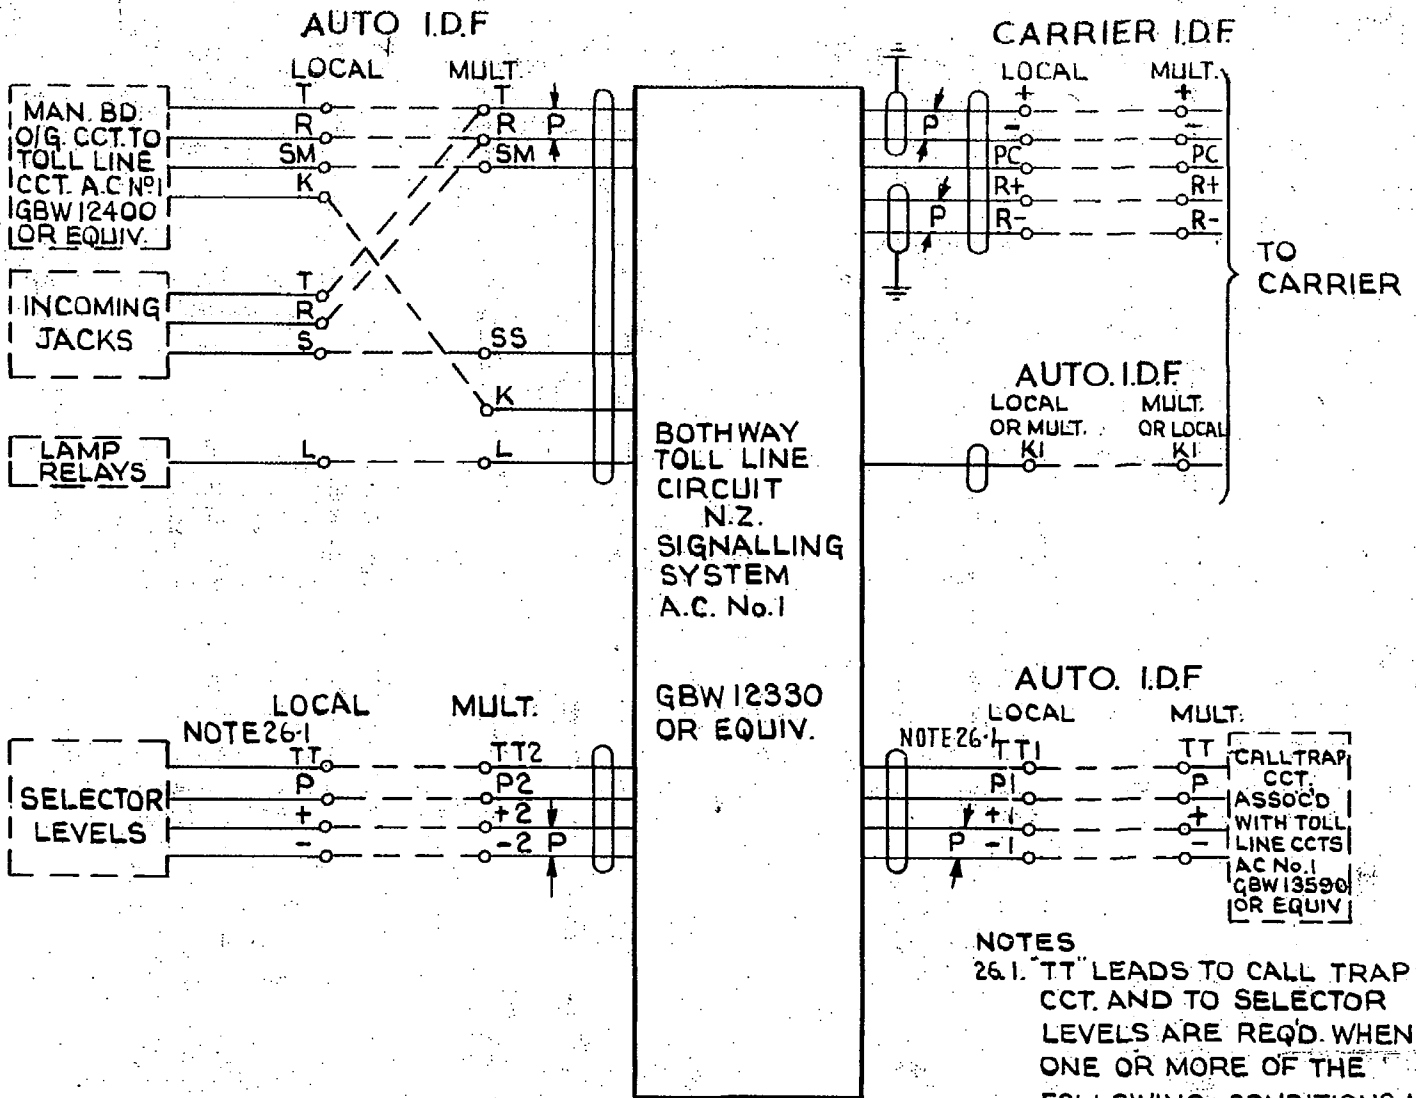 AUTO I.D.F
LOCAL MULT.
MAN. BD.
O/G. CCT. TO
TOLL LINE
CCT. A.C Nº1
GBW 12400
OR EQUIV.
T T
R R P
SM SM
K
INCOMING
JACKS
T
R
S SS
K
LAMP
RELAYS
L L
LOCAL MULT.
NOTE 26·1
SELECTOR
LEVELS
TT TT2
P P2
+ +2
- -2 P
BOTHWAY
TOLL LINE
CIRCUIT
N.Z.
SIGNALLING
SYSTEM
A.C. No.1
GBW 12330
OR EQUIV.
CARRIER I.D.F.
LOCAL MULT.
+ +
P - -
PC PC
R+ R+
P R- R-
TO
CARRIER
AUTO. I.D.F.
LOCAL MULT.
OR MULT. OR LOCAL
K1 K1
AUTO. I.D.F
LOCAL MULT.
NOTE 26·1
TT1 TT
P1 P
+1 +
P -1 -
CALL TRAP
CCT.
ASSOC'D
WITH TOLL
LINE CCTS
AC No.1
GBW 13590
OR EQUIV
NOTES
26.1. "TT" LEADS TO CALL TRAP
CCT. AND TO SELECTOR
LEVELS ARE REQ'D. WHEN
ONE OR MORE OF THE
FOLLOWING CONDITIONS